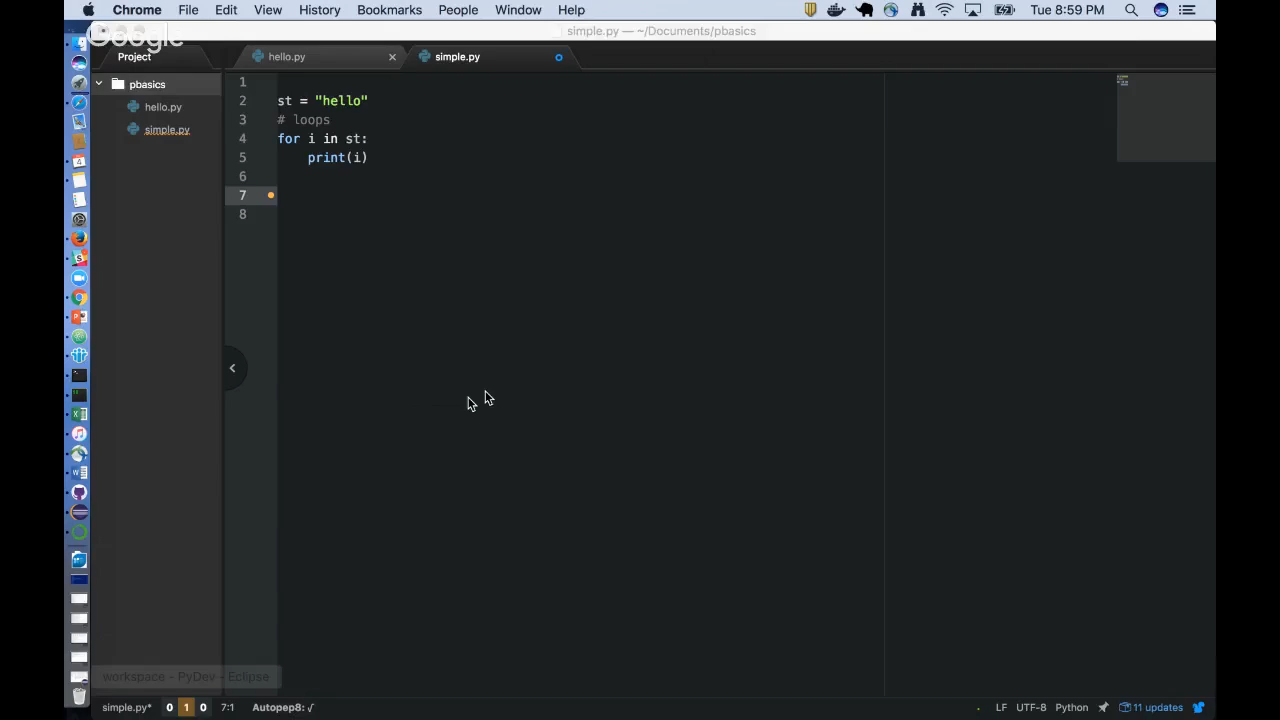 Chrome File Edit View History Bookmarks People Window Help Tue 8:59 PM
Google
simple.py — ~/Documents/pbasics
Project hello.py simple.py
pbasics
hello.py
simple.py
1
2 st = "hello"
3 # loops
4 for i in st:
5 print(i)
6
7
8
workspace - PyDev - Eclipse
simple.py* 0 1 0 7:1 Autopep8: √ LF UTF-8 Python 11 updates